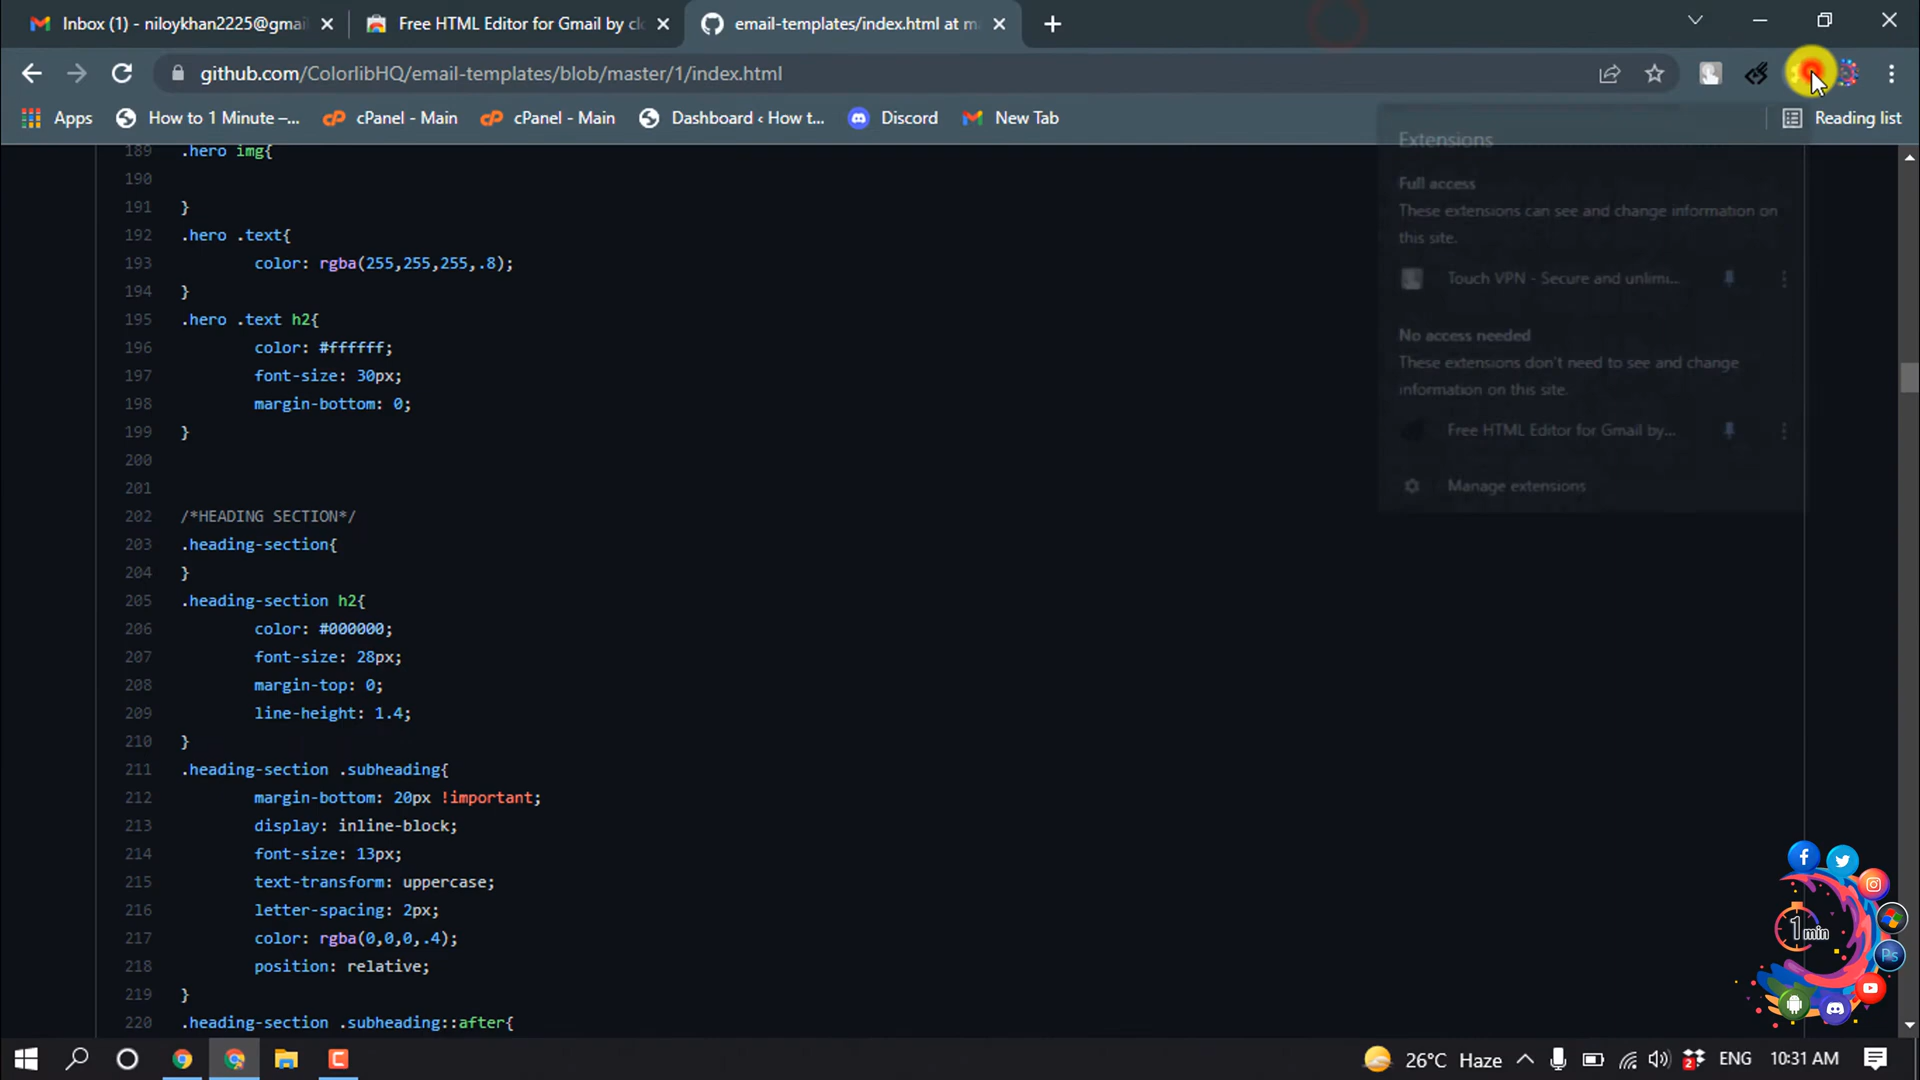 Inbox (1) - niloykhan2225@gmai
Free HTML Editor for Gmail by cl
email-templates/index.html at m
github.com/ColorlibHQ/email-templates/blob/master/1/index.html
Apps
How to 1 Minute –...
cPanel - Main
cPanel - Main
Dashboard ‹ How t...
Discord
New Tab
Reading list
Extensions
Full access
These extensions can see and change information on
this site.
Touch VPN - Secure and unlimi...
No access needed
These extensions don't need to see and change
information on this site.
Free HTML Editor for Gmail by...
Manage extensions
189 .hero img{
190
191 }
192 .hero .text{
193 color: rgba(255,255,255,.8);
194 }
195 .hero .text h2{
196 color: #ffffff;
197 font-size: 30px;
198 margin-bottom: 0;
199 }
200
201
202 /*HEADING SECTION*/
203 .heading-section{
204 }
205 .heading-section h2{
206 color: #000000;
207 font-size: 28px;
208 margin-top: 0;
209 line-height: 1.4;
210 }
211 .heading-section .subheading{
212 margin-bottom: 20px !important;
213 display: inline-block;
214 font-size: 13px;
215 text-transform: uppercase;
216 letter-spacing: 2px;
217 color: rgba(0,0,0,.4);
218 position: relative;
219 }
220 .heading-section .subheading::after{
1 min
Ps
26°C Haze
2
ENG
10:31 AM